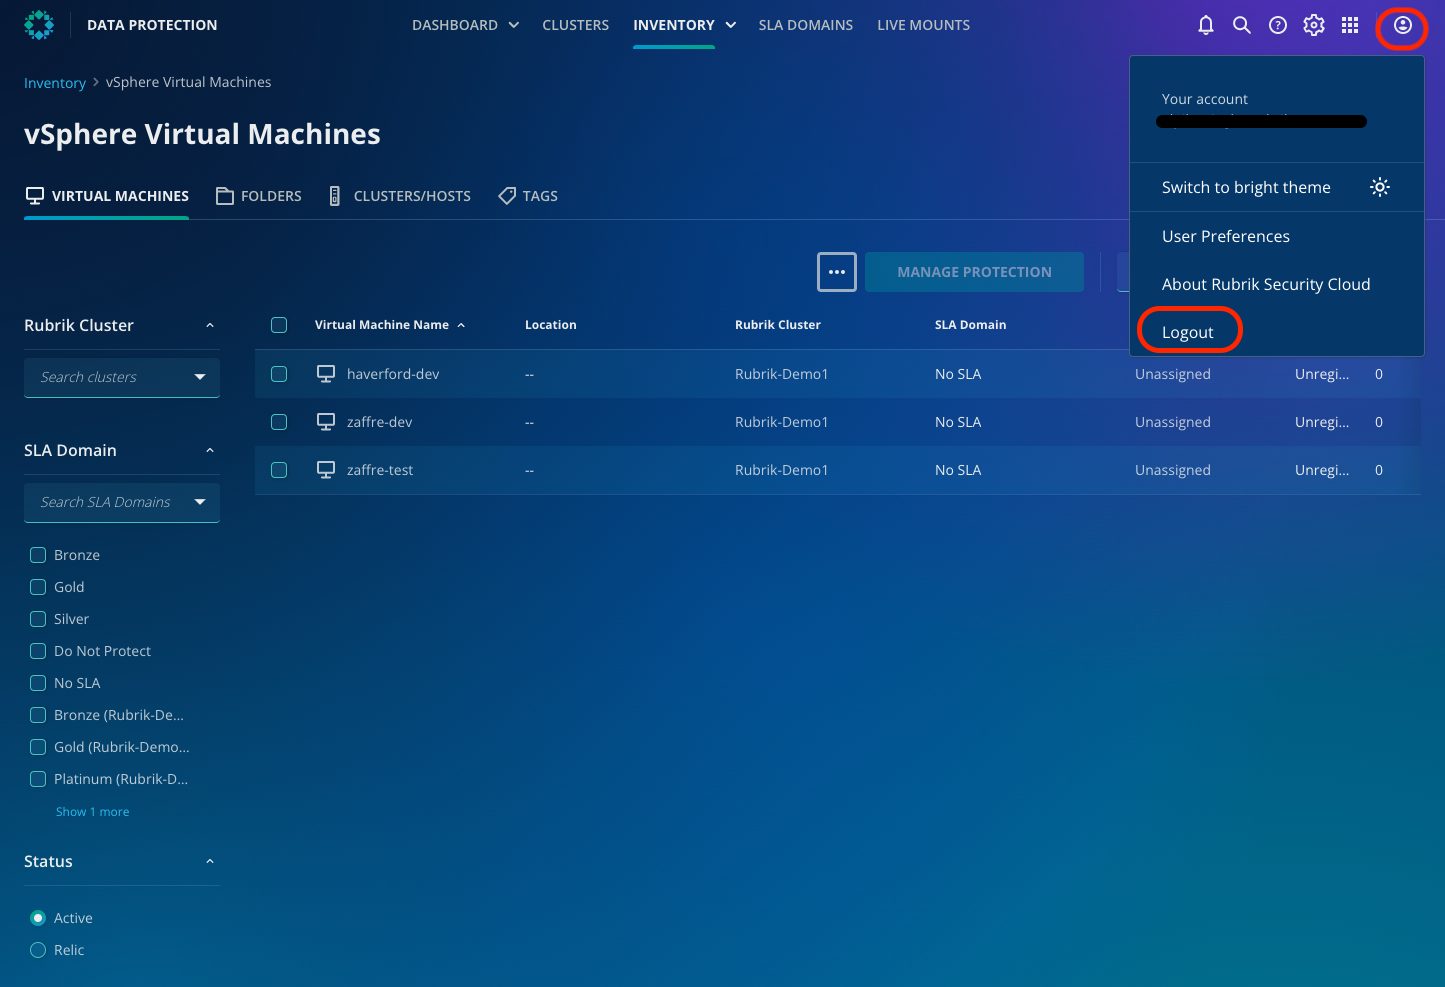 DATA PROTECTION
DASHBOARD CLUSTERS INVENTORY SLA DOMAINS LIVE MOUNTS
Inventory > vSphere Virtual Machines
vSphere Virtual Machines
VIRTUAL MACHINES FOLDERS CLUSTERS/HOSTS TAGS
Your account
Switch to bright theme
User Preferences
About Rubrik Security Cloud
Logout
... MANAGE PROTECTION
Rubrik Cluster
Search clusters
SLA Domain
Search SLA Domains
Bronze
Gold
Silver
Do Not Protect
No SLA
Bronze (Rubrik-De...
Gold (Rubrik-Demo...
Platinum (Rubrik-D...
Show 1 more
Status
Active
Relic
Virtual Machine Name Location Rubrik Cluster SLA Domain
haverford-dev -- Rubrik-Demo1 No SLA Unassigned Unregi... 0
zaffre-dev -- Rubrik-Demo1 No SLA Unassigned Unregi... 0
zaffre-test -- Rubrik-Demo1 No SLA Unassigned Unregi... 0